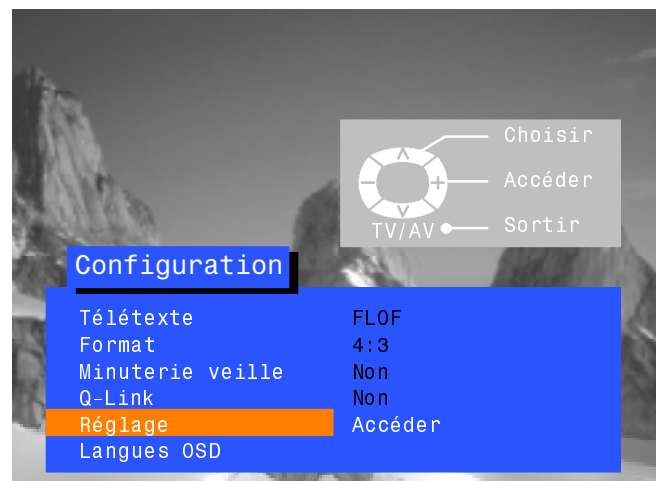 Choisir
Accéder
TV/AV Sortir
Configuration
Télétexte FLOF
Format 4:3
Minuterie veille Non
Q-Link Non
Réglage Accéder
Langues OSD